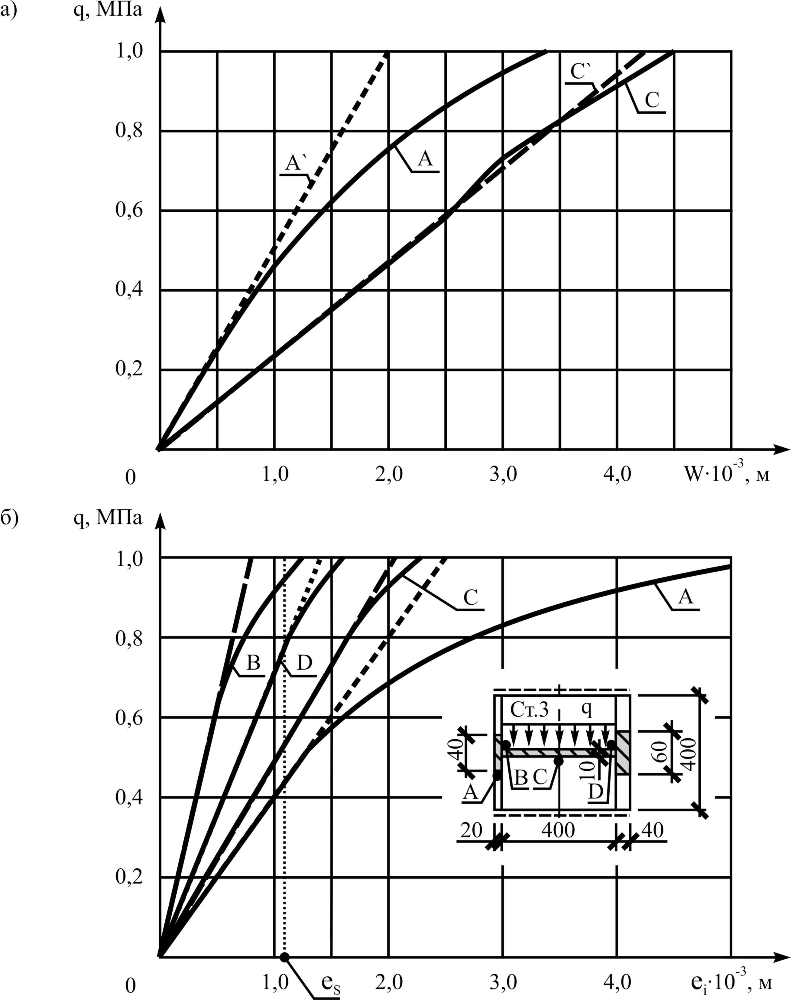 а) q, МПа
1,0
C`
C
0,8
A`
A
0,6
0,4
0,2
0 1,0 2,0 3,0 4,0 W·10⁻³, м
б) q, МПа
1,0
C
A
0,8
B D
0,6
Ст.3 q
40 60 400
10
B C
A D
0,4
20 400 40
0,2
0 1,0 eₛ 2,0 3,0 4,0 eᵢ·10⁻³, м